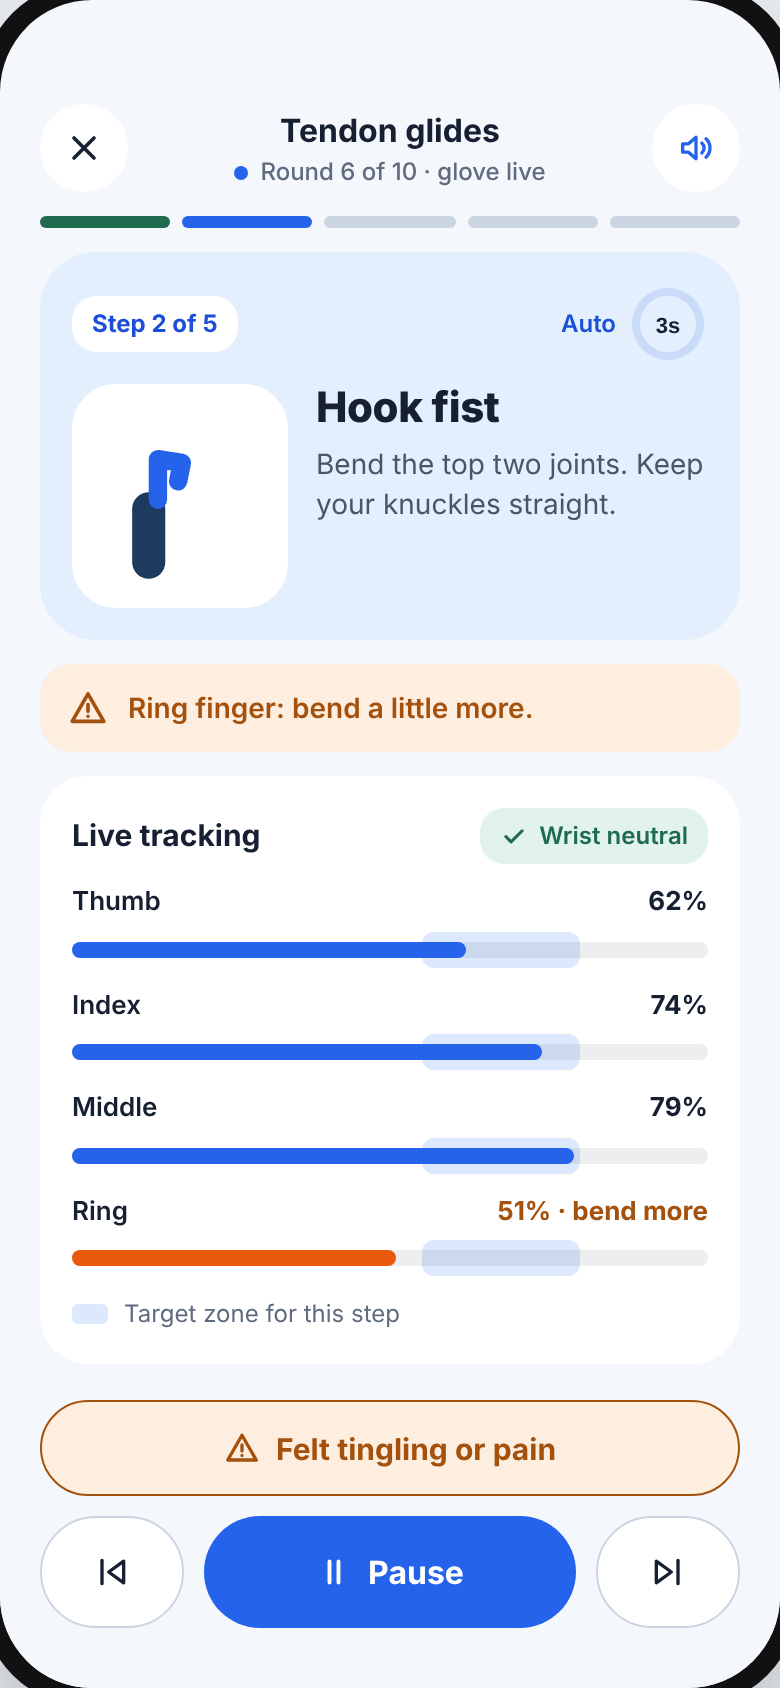 Tendon glides
Round 6 of 10 · glove live
Step 2 of 5
Auto
3s
Hook fist
Bend the top two joints. Keep
your knuckles straight.
Ring finger: bend a little more.
Live tracking
Wrist neutral
Thumb
62%
Index
74%
Middle
79%
Ring
51% · bend more
Target zone for this step
Felt tingling or pain
Pause